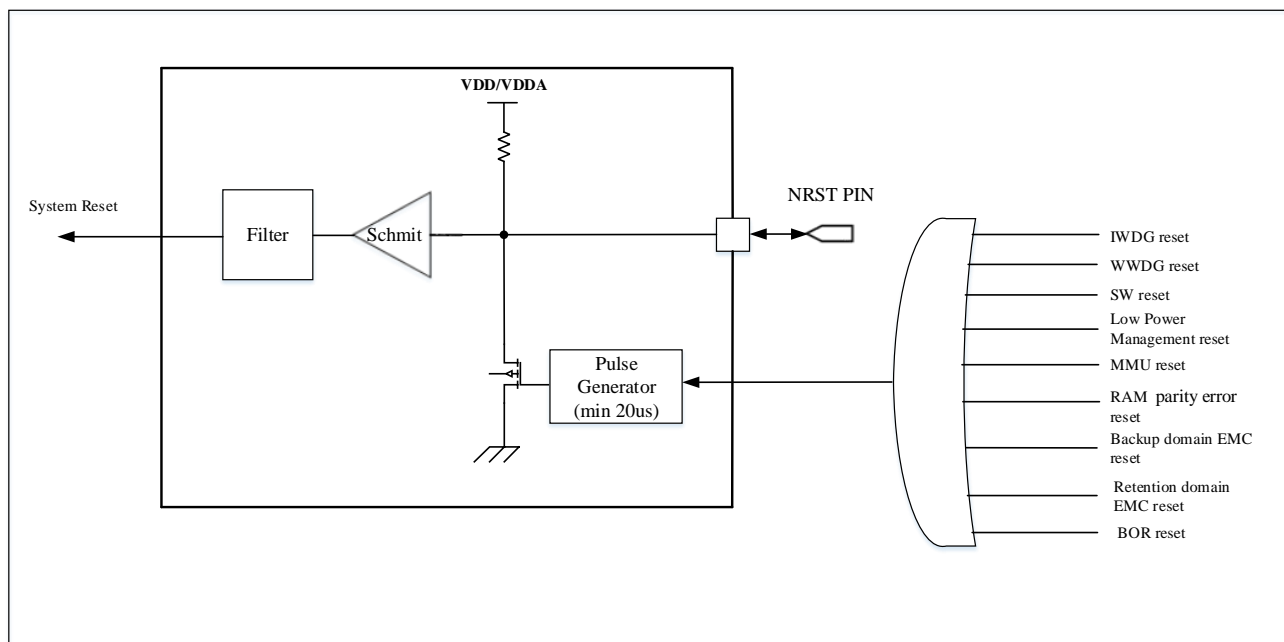 VDD/VDDA
System Reset
Filter
Schmit
NRST PIN
Pulse
Generator
(min 20us)
IWDG reset
WWDG reset
SW reset
Low Power
Management reset
MMU reset
RAM parity error
reset
Backup domain EMC
reset
Retention domain
EMC reset
BOR reset